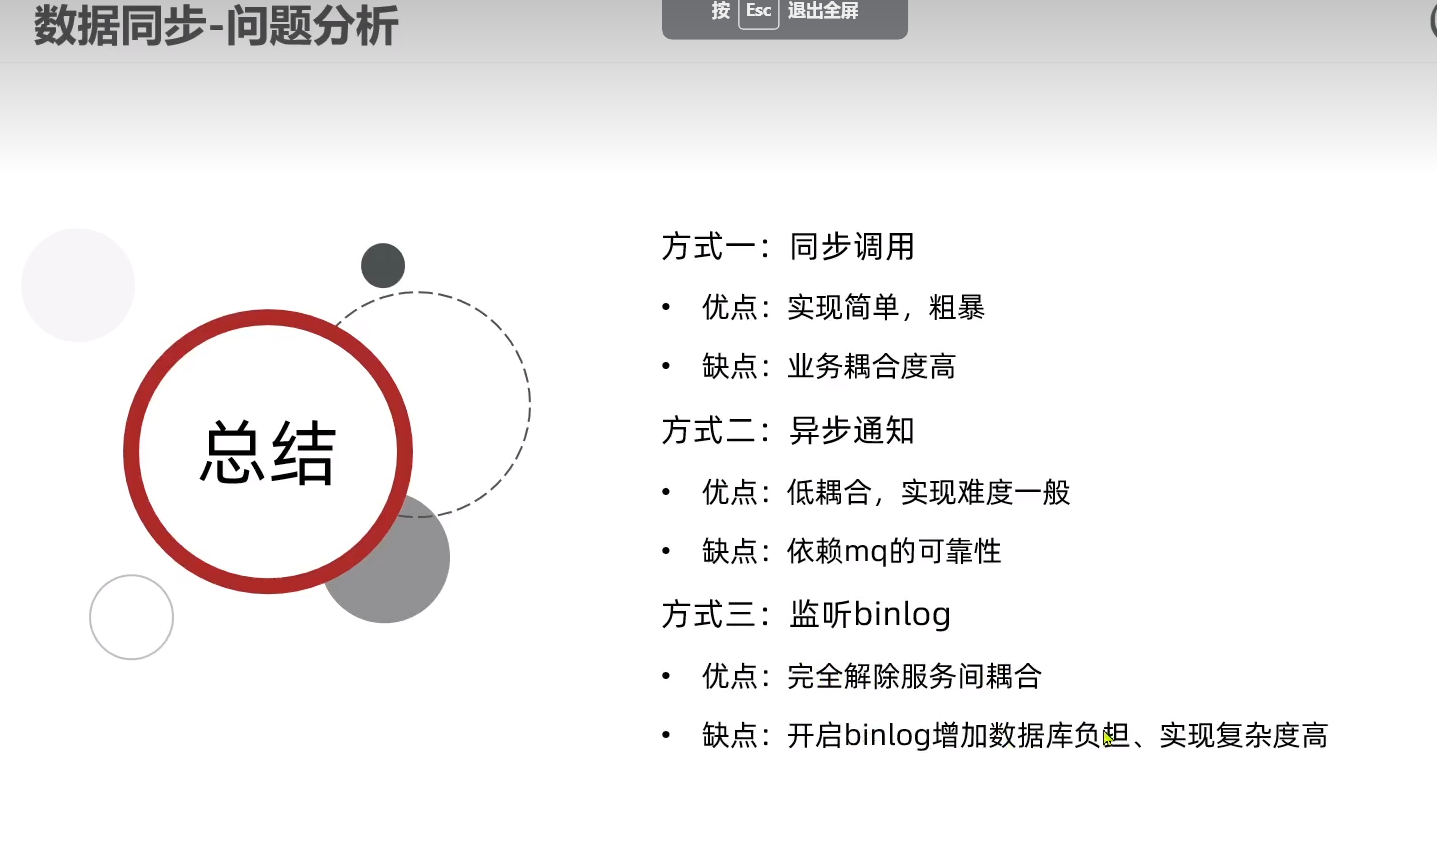 数据同步-问题分析
按 Esc 退出全屏
总结
方式一：同步调用
• 优点：实现简单，粗暴
• 缺点：业务耦合度高
方式二：异步通知
• 优点：低耦合，实现难度一般
• 缺点：依赖mq的可靠性
方式三：监听binlog
• 优点：完全解除服务间耦合
• 缺点：开启binlog增加数据库负担、实现复杂度高